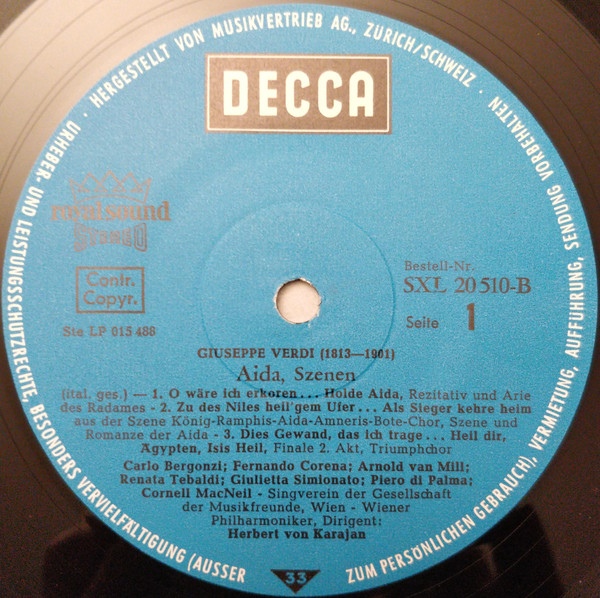 HERGESTELLT VON MUSIKVERTRIEB AG., ZÜRICH/SCHWEIZ · URHEBER- UND LEISTUNGSSCHUTZRECHTE, BESONDERS VERVIELFÄLTIGUNG (AUSSER ZUM PERSÖNLICHEN GEBRAUCH), VERMIETUNG, AUFFÜHRUNG, SENDUNG VORBEHALTEN ·
DECCA
royal sound
STEREO
Contr.
Copyr.
Bestell-Nr.
SXL 20 510-B
Ste LP 015 488
Seite 1
GIUSEPPE VERDI (1813—1901)
Aida, Szenen
(ital. ges.) — 1. O wäre ich erkoren... Holde Aida, Rezitativ und Arie
des Radames - 2. Zu des Niles heil'gem Ufer... Als Sieger kehre heim
aus der Szene König-Ramphis-Aida-Amneris-Bote-Chor, Szene und
Romanze der Aida - 3. Dies Gewand, das ich trage... Heil dir,
Ägypten, Isis Heil, Finale 2. Akt, Triumphchor
Carlo Bergonzi; Fernando Corena; Arnold van Mill;
Renata Tebaldi; Giulietta Simionato; Piero di Palma;
Cornell MacNeil - Singverein der Gesellschaft
der Musikfreunde, Wien - Wiener
Philharmoniker, Dirigent:
Herbert von Karajan
33